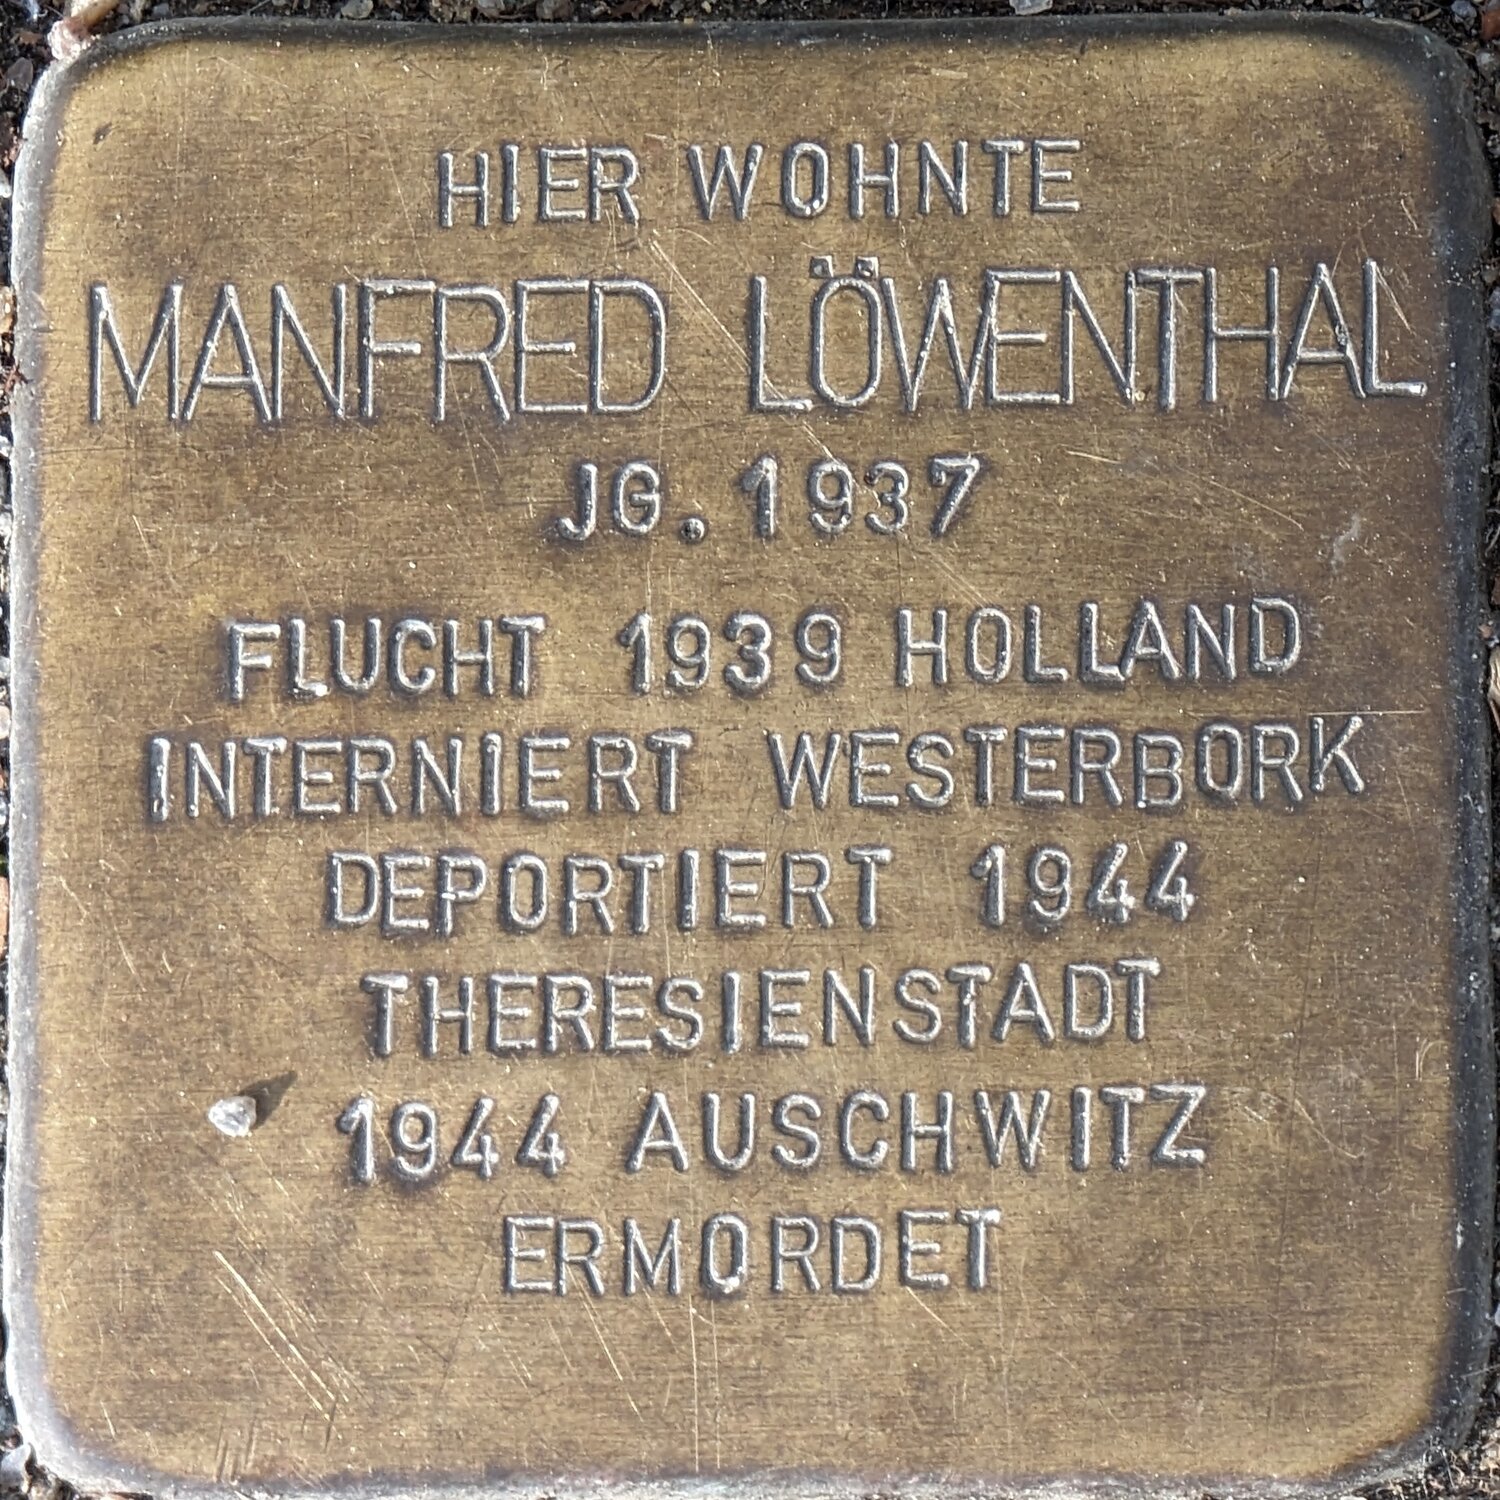 HIER WOHNTE
MANFRED LÖWENTHAL
JG. 1937
FLUCHT 1939 HOLLAND
INTERNIERT WESTERBORK
DEPORTIERT 1944
THERESIENSTADT
1944 AUSCHWITZ
ERMORDET